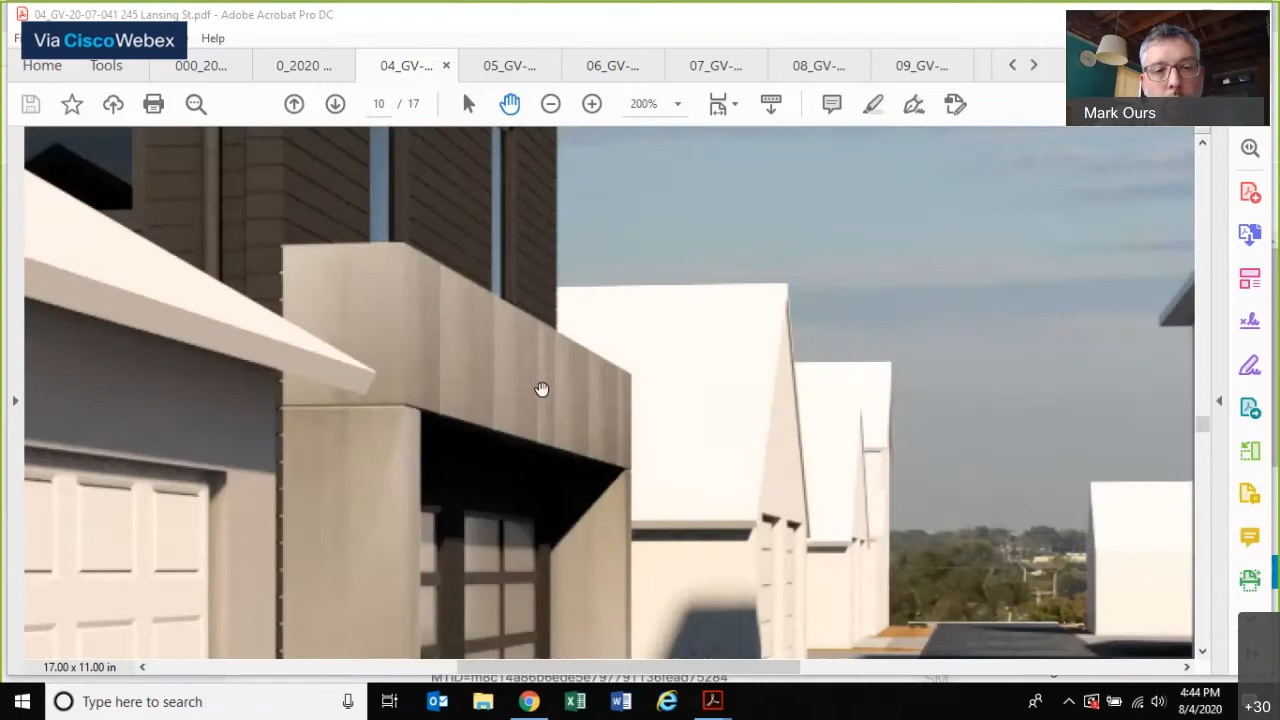 04_GV-20-07-041 245 Lansing St.pdf - Adobe Acrobat Pro DC
Via CiscoWebex
Help
Home Tools 000_20... 0_2020 ... 04_GV-... × 05_GV-... 06_GV-... 07_GV-... 08_GV-... 09_GV-...
10 / 17 200%
Mark Ours
17.00 x 11.00 in
Type here to search
4:44 PM
8/4/2020
+30